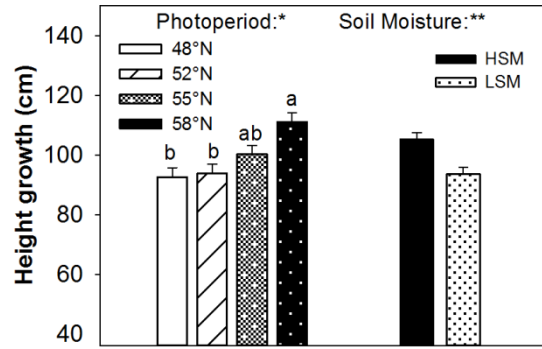 Photoperiod:* Soil Moisture:**
48°N
52°N
55°N
58°N
HSM
LSM
Height growth (cm)
140
120
100
80
60
40
b b ab a